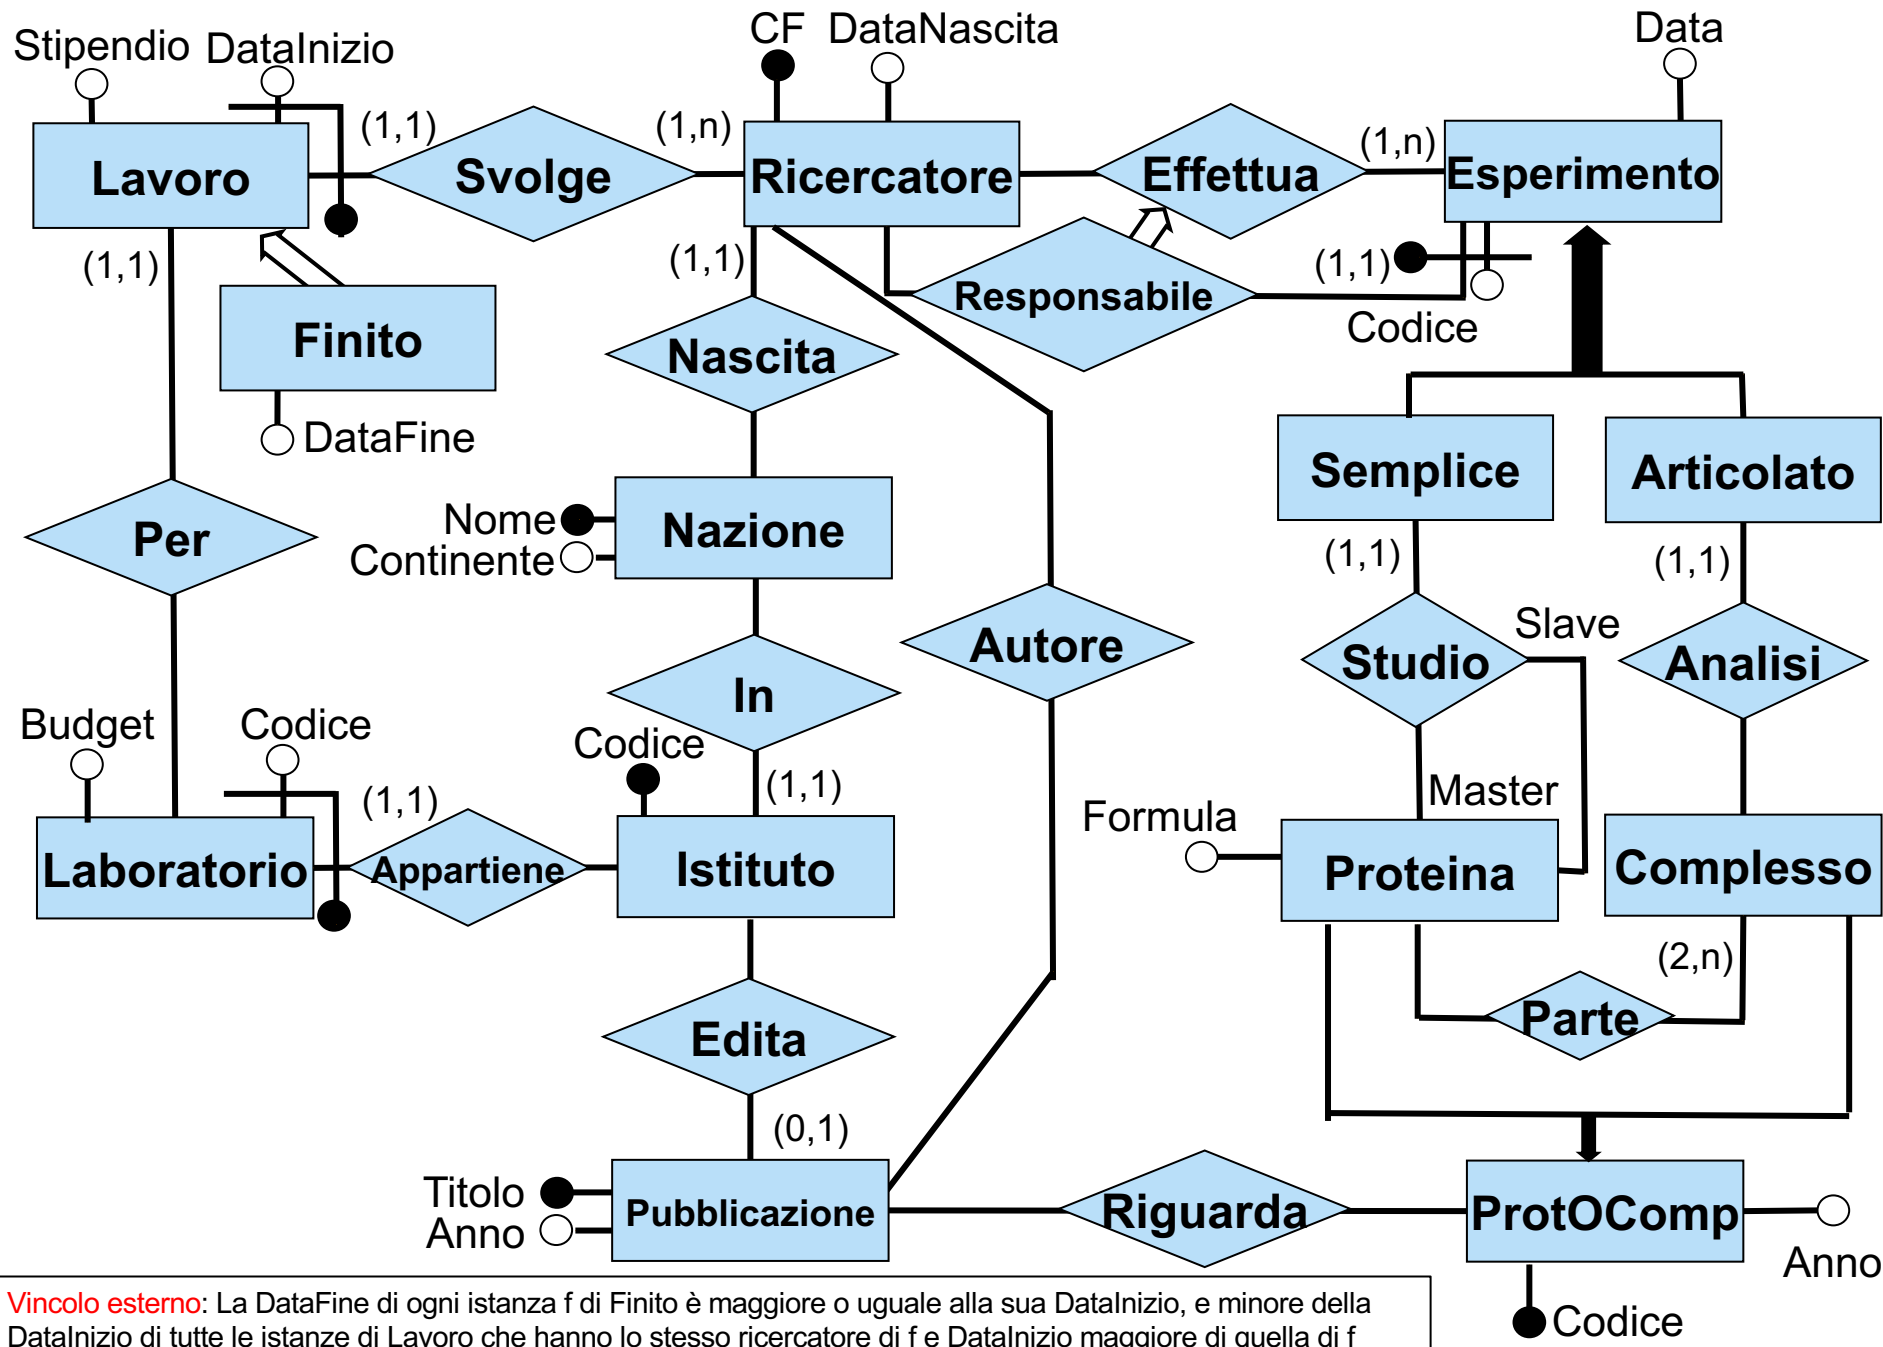 CF DataNascita Data
Stipendio DataInizio
(1,1) (1,n) (1,n)
Lavoro Svolge Ricercatore Effettua Esperimento
(1,1) (1,1) (1,1)
Responsabile
Codice
Finito
Nascita
DataFine
Semplice Articolato
Nome
Continente
Nazione
Per
(1,1) (1,1)
Slave
Autore Studio Analisi
In
Budget Codice
Codice
(1,1) (1,1)
Master
Formula
Laboratorio Appartiene Istituto
Proteina Complesso
(2,n)
Parte
Edita
(0,1)
Titolo
Anno
Pubblicazione Riguarda ProtOComp
Anno
Codice
Vincolo esterno: La DataFine di ogni istanza f di Finito è maggiore o uguale alla sua DataInizio, e minore della
DataInizio di tutte le istanze di Lavoro che hanno lo stesso ricercatore di f e DataInizio maggiore di quella di f